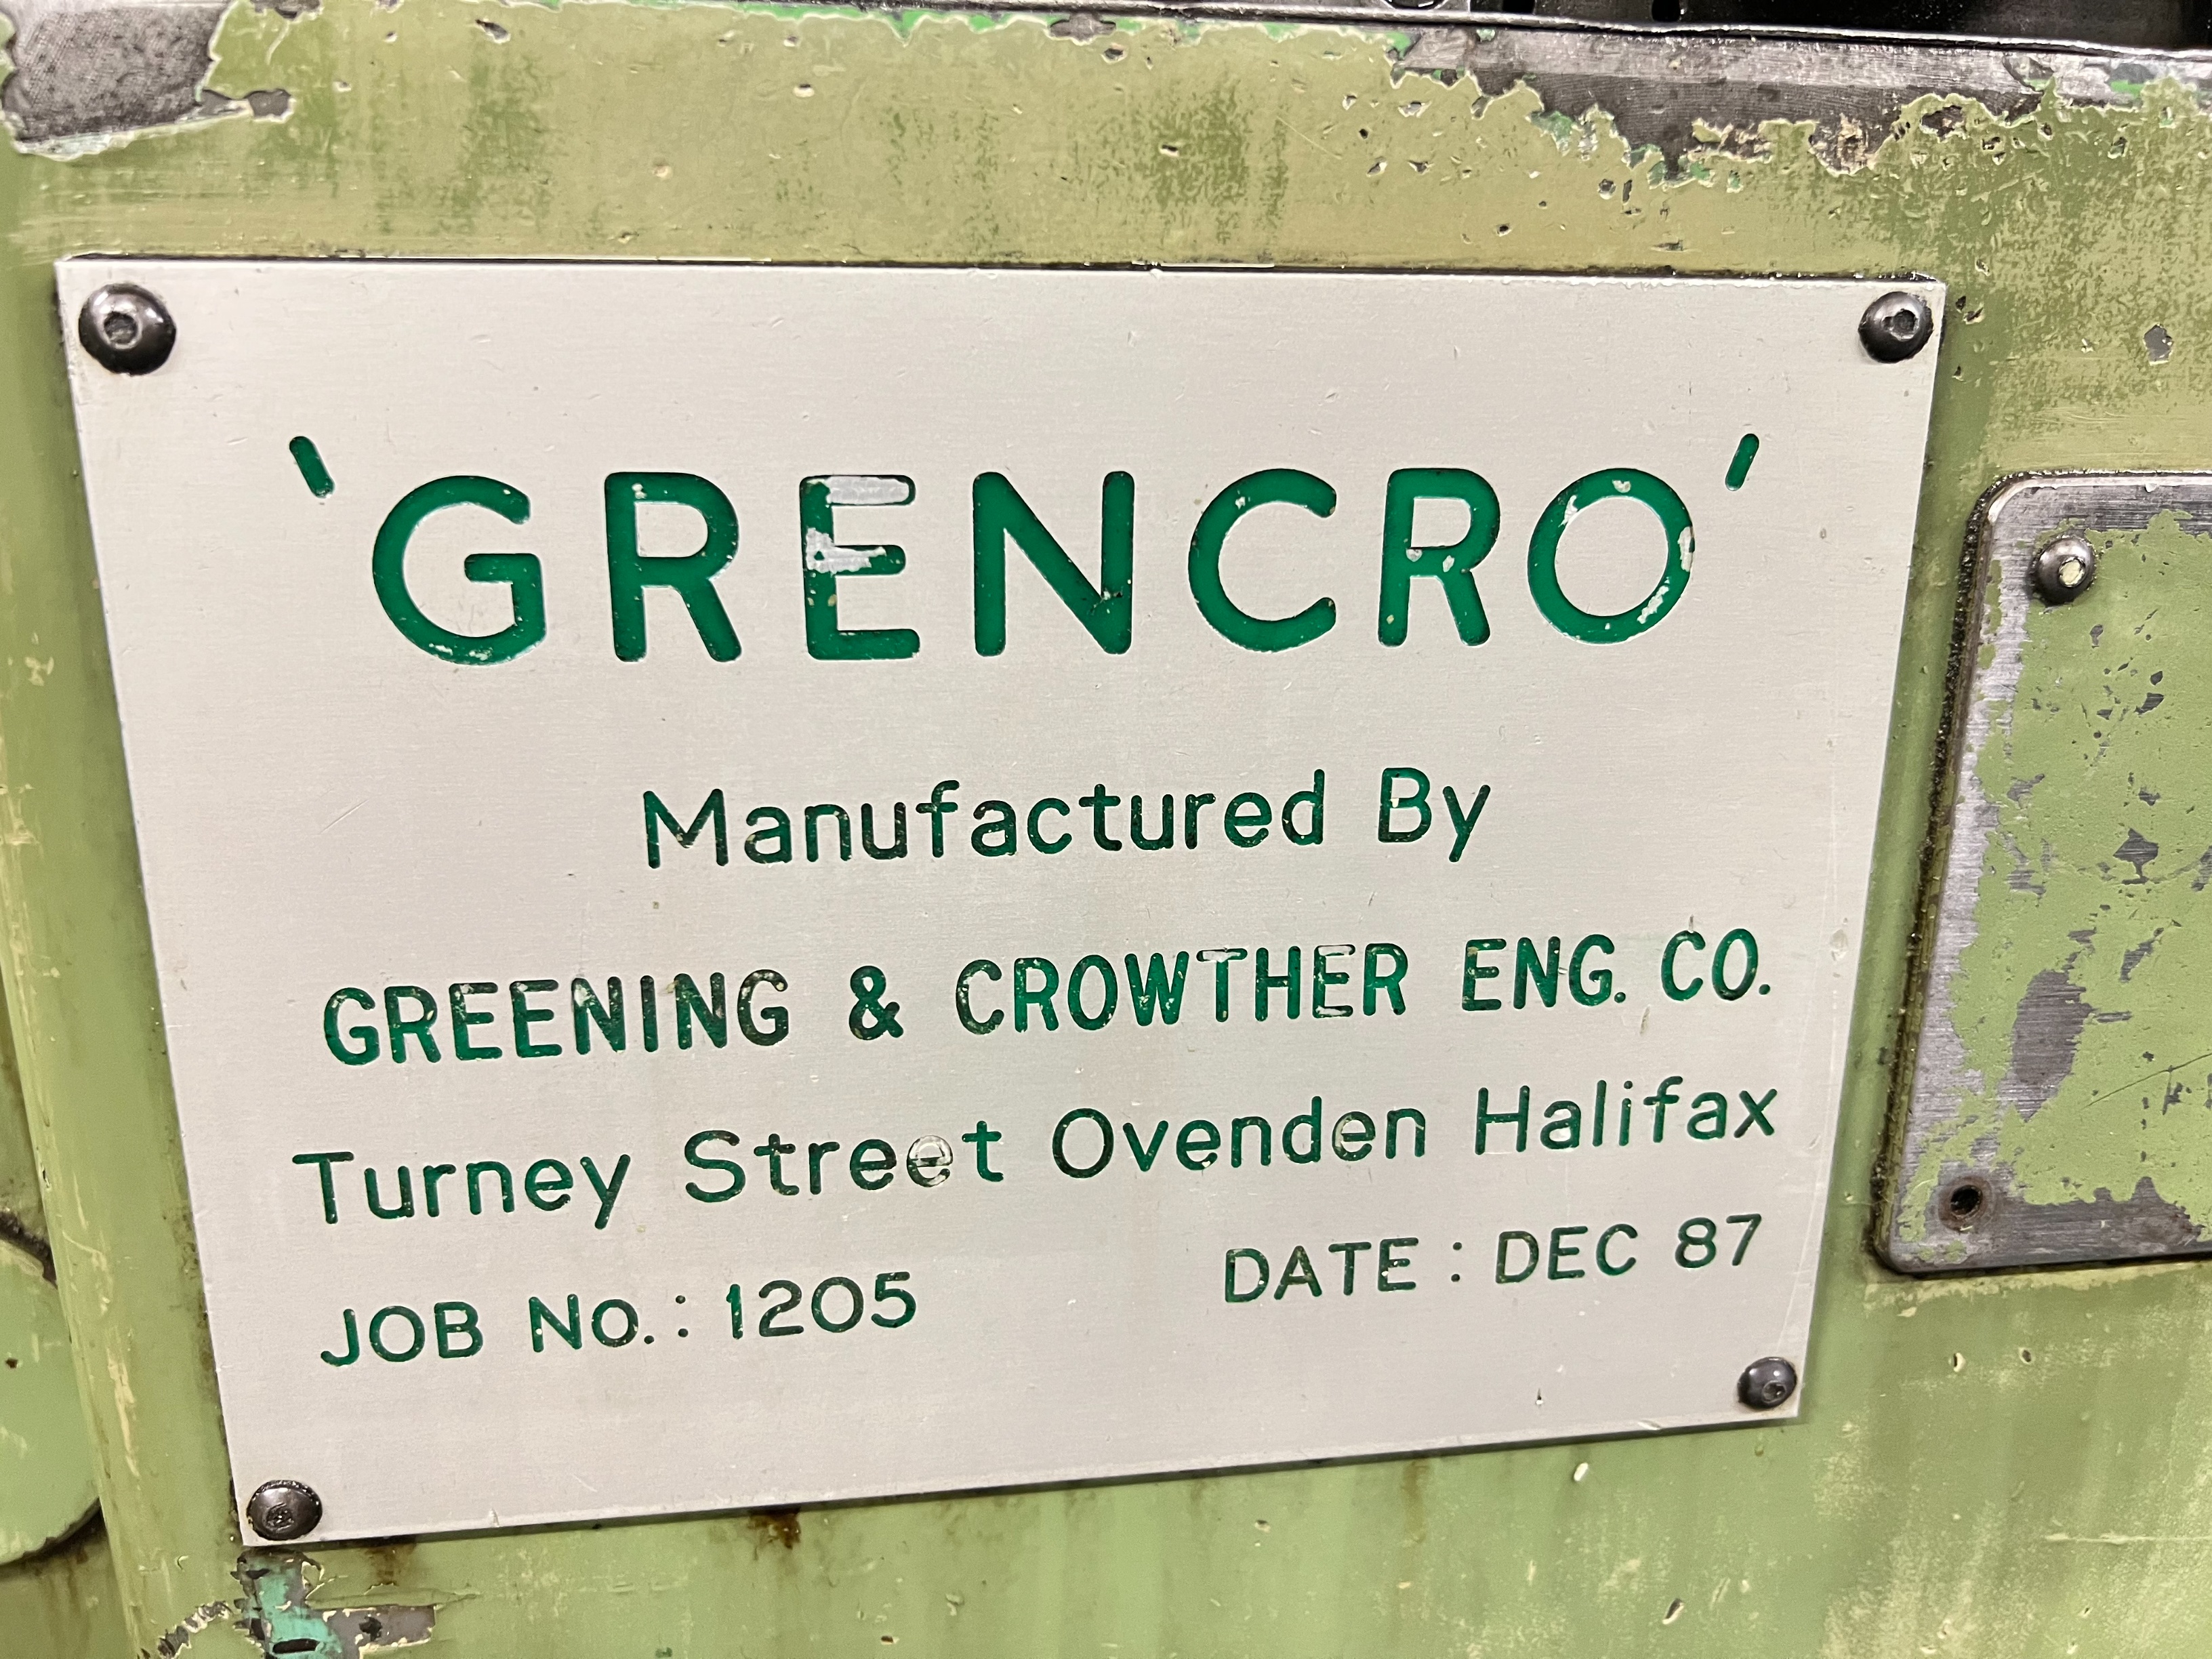 'GRENCRO'
Manufactured By
GREENING & CROWTHER ENG. CO.
Turney Street Ovenden Halifax
JOB No.: 1205 DATE : DEC 87